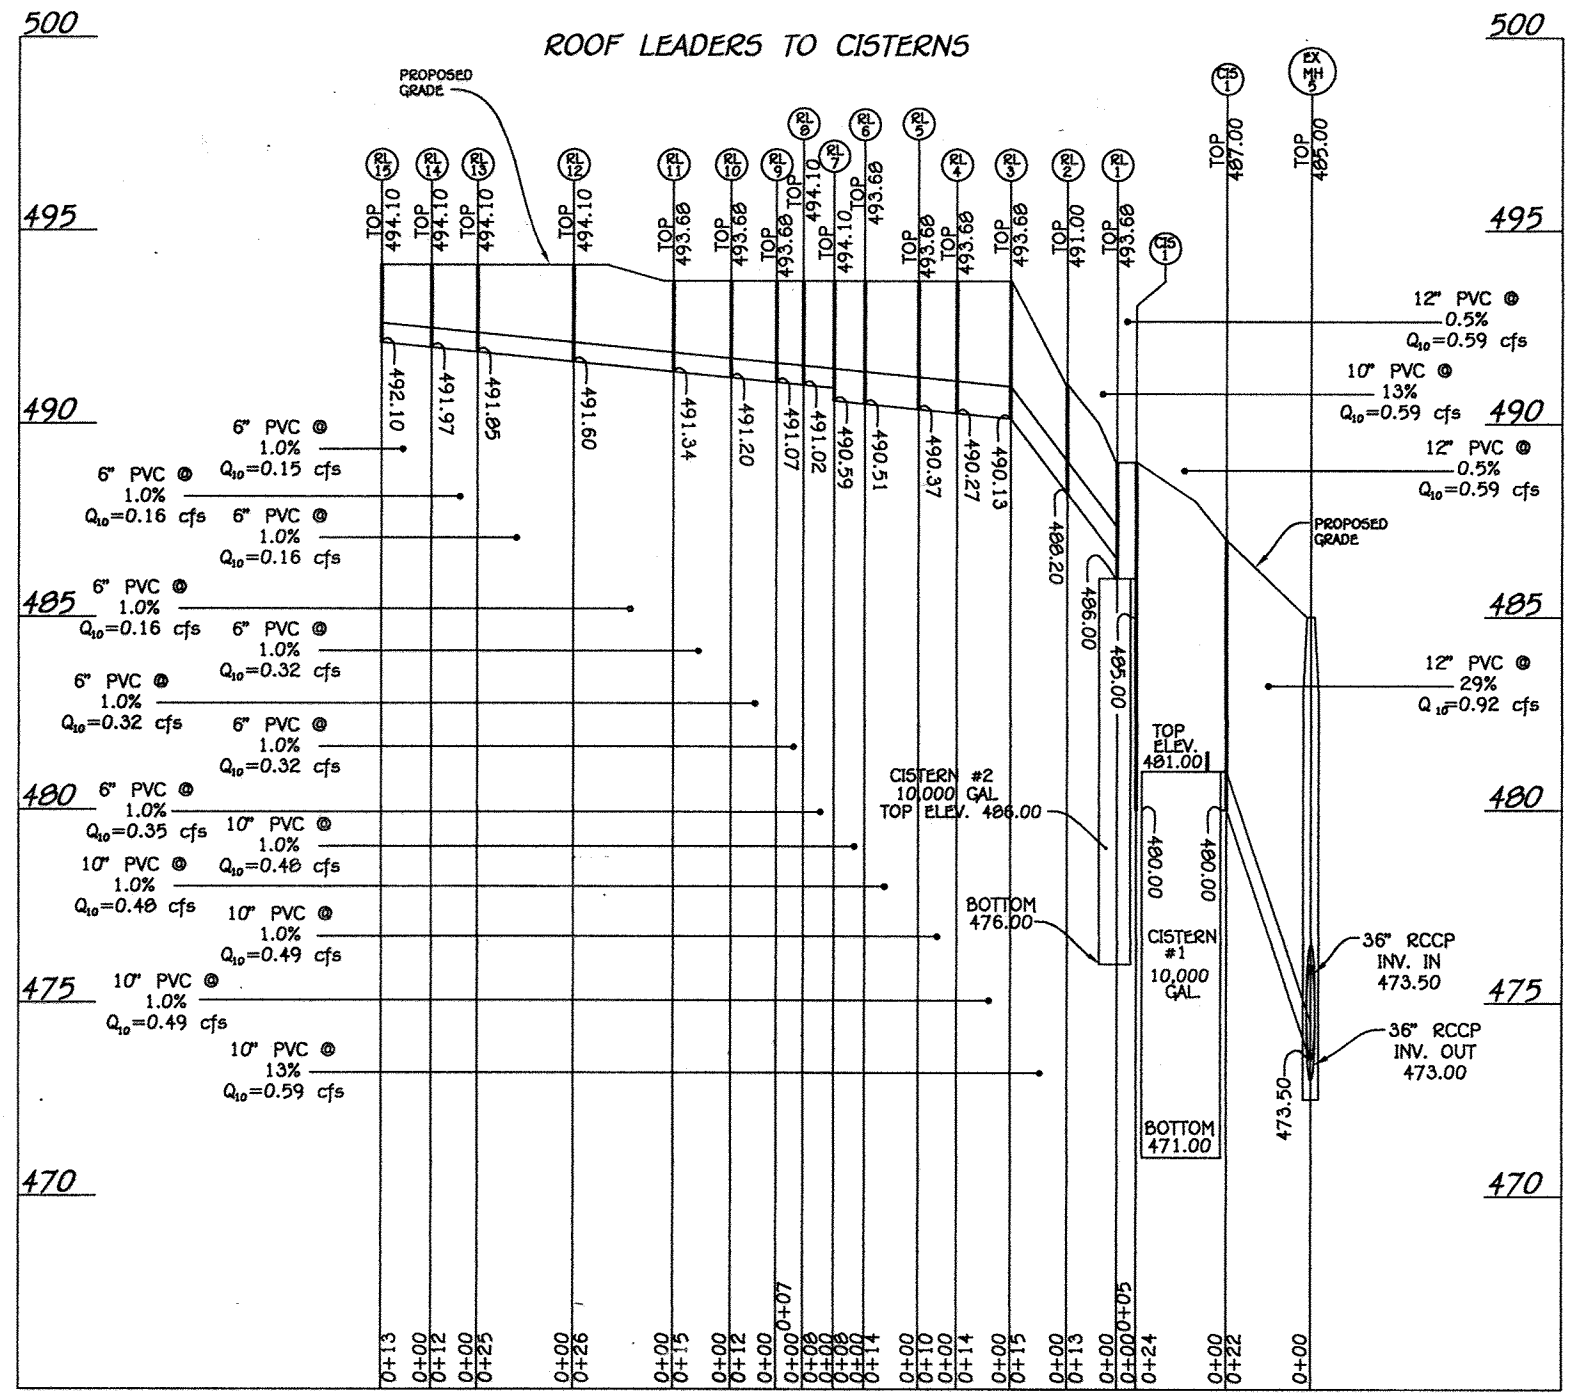 ROOF LEADERS TO CISTERNS
500
495
490
485
480
475
470
500
495
490
485
480
475
470
PROPOSED
GRADE
RL
15
RL
14
RL
13
RL
12
RL
11
RL
10
RL
9
RL
8
RL
7
RL
6
RL
5
RL
4
RL
3
RL
2
RL
1
CIS
1
CIS
1
EX
MH
5
TOP
494.10
TOP
494.10
TOP
494.10
TOP
494.10
TOP
493.68
TOP
493.68
TOP
493.68
TOP
494.10
TOP
494.10
TOP
493.68
TOP
493.68
TOP
493.68
TOP
493.68
TOP
491.00
TOP
493.68
TOP
487.00
TOP
485.00
492.10
491.97
491.85
491.60
491.34
491.20
491.07
491.02
490.59
490.51
490.37
490.27
490.13
488.20
486.00
485.00
480.00
480.00
473.50
6" PVC @
1.0%
Q10=0.15 cfs
6" PVC @
1.0%
Q10=0.16 cfs
6" PVC @
1.0%
Q10=0.16 cfs
6" PVC @
1.0%
Q10=0.16 cfs
6" PVC @
1.0%
Q10=0.32 cfs
6" PVC @
1.0%
Q10=0.32 cfs
6" PVC @
1.0%
Q10=0.32 cfs
6" PVC @
1.0%
Q10=0.35 cfs
10" PVC @
1.0%
Q10=0.48 cfs
10" PVC @
1.0%
Q10=0.48 cfs
10" PVC @
1.0%
Q10=0.49 cfs
10" PVC @
1.0%
Q10=0.49 cfs
10" PVC @
13%
Q10=0.59 cfs
12" PVC @
0.5%
Q10=0.59 cfs
10" PVC @
13%
Q10=0.59 cfs
12" PVC @
0.5%
Q10=0.59 cfs
PROPOSED
GRADE
12" PVC @
29%
Q10=0.92 cfs
CISTERN #2
10,000 GAL
TOP ELEV. 486.00
BOTTOM
476.00
TOP
ELEV.
481.00
CISTERN
#1
10,000
GAL
BOTTOM
471.00
36" RCCP
INV. IN
473.50
36" RCCP
INV. OUT
473.00
0+13
0+00
0+12
0+00
0+25
0+00
0+26
0+00
0+15
0+00
0+12
0+00
0+07
0+00
0+08
0+00
0+08
0+00
0+14
0+00
0+10
0+00
0+14
0+00
0+15
0+00
0+13
0+00
0+05
0+00
0+24
0+00
0+22
0+00